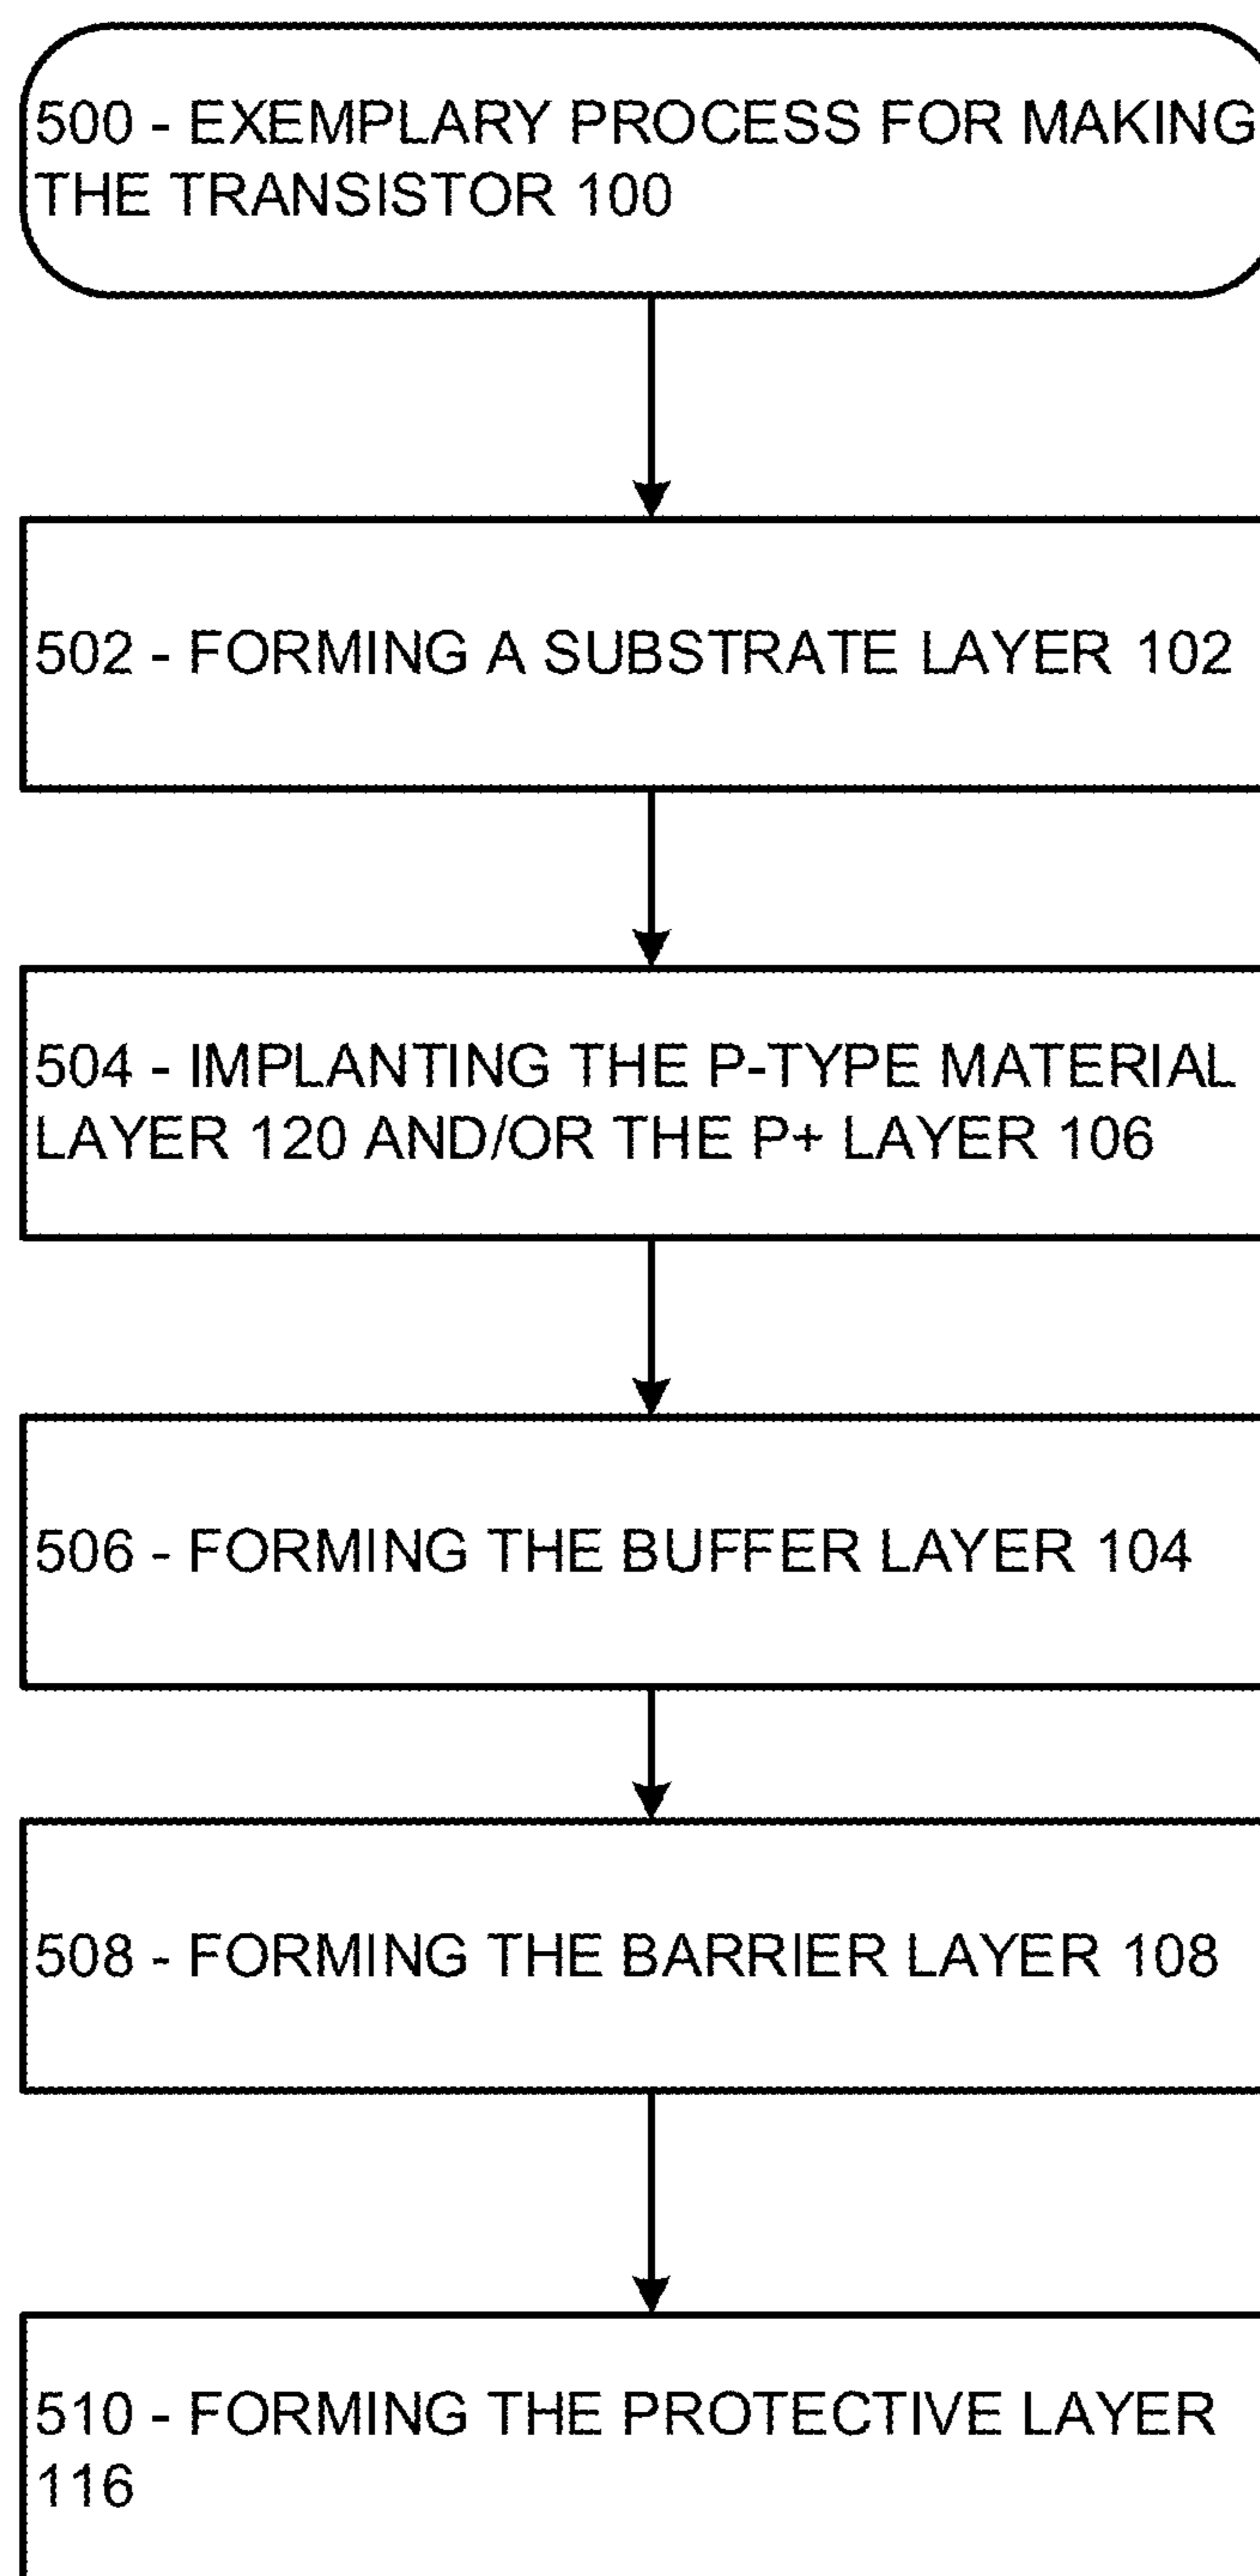 500 - EXEMPLARY PROCESS FOR MAKING
THE TRANSISTOR 100
502 - FORMING A SUBSTRATE LAYER 102
504 - IMPLANTING THE P-TYPE MATERIAL
LAYER 120 AND/OR THE P+ LAYER 106
506 - FORMING THE BUFFER LAYER 104
508 - FORMING THE BARRIER LAYER 108
510 - FORMING THE PROTECTIVE LAYER
116